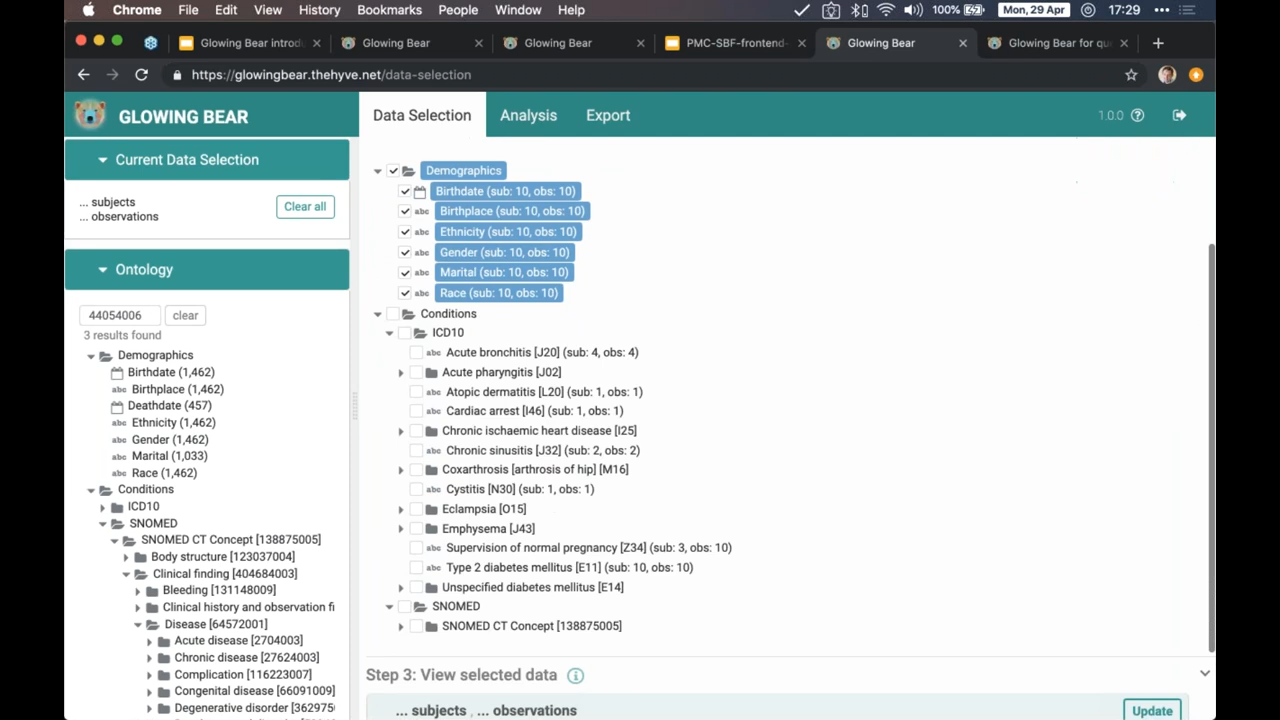 Chrome File Edit View History Bookmarks People Window Help 100% Mon, 29 Apr 17:29
Glowing Bear introdu Glowing Bear Glowing Bear PMC-SBF-frontend- Glowing Bear Glowing Bear for que
https://glowingbear.thehyve.net/data-selection
GLOWING BEAR
Data Selection Analysis Export 1.0.0
Current Data Selection
... subjects
... observations
Clear all
Ontology
44054006 clear
3 results found
Demographics
Birthdate (1,462)
abc Birthplace (1,462)
Deathdate (457)
abc Ethnicity (1,462)
abc Gender (1,462)
abc Marital (1,033)
abc Race (1,462)
Conditions
ICD10
SNOMED
SNOMED CT Concept [138875005]
Body structure [123037004]
Clinical finding [404684003]
Bleeding [131148009]
Clinical history and observation fi
Disease [64572001]
Acute disease [2704003]
Chronic disease [27624003]
Complication [116223007]
Congenital disease [66091009]
Degenerative disorder [362975
Demographics
Birthdate (sub: 10, obs: 10)
abc Birthplace (sub: 10, obs: 10)
abc Ethnicity (sub: 10, obs: 10)
abc Gender (sub: 10, obs: 10)
abc Marital (sub: 10, obs: 10)
abc Race (sub: 10, obs: 10)
Conditions
ICD10
abc Acute bronchitis [J20] (sub: 4, obs: 4)
Acute pharyngitis [J02]
abc Atopic dermatitis [L20] (sub: 1, obs: 1)
abc Cardiac arrest [I46] (sub: 1, obs: 1)
Chronic ischaemic heart disease [I25]
abc Chronic sinusitis [J32] (sub: 2, obs: 2)
Coxarthrosis [arthrosis of hip] [M16]
abc Cystitis [N30] (sub: 1, obs: 1)
Eclampsia [O15]
Emphysema [J43]
abc Supervision of normal pregnancy [Z34] (sub: 3, obs: 10)
abc Type 2 diabetes mellitus [E11] (sub: 10, obs: 10)
Unspecified diabetes mellitus [E14]
SNOMED
SNOMED CT Concept [138875005]
Step 3: View selected data
... subjects , ... observations
Update